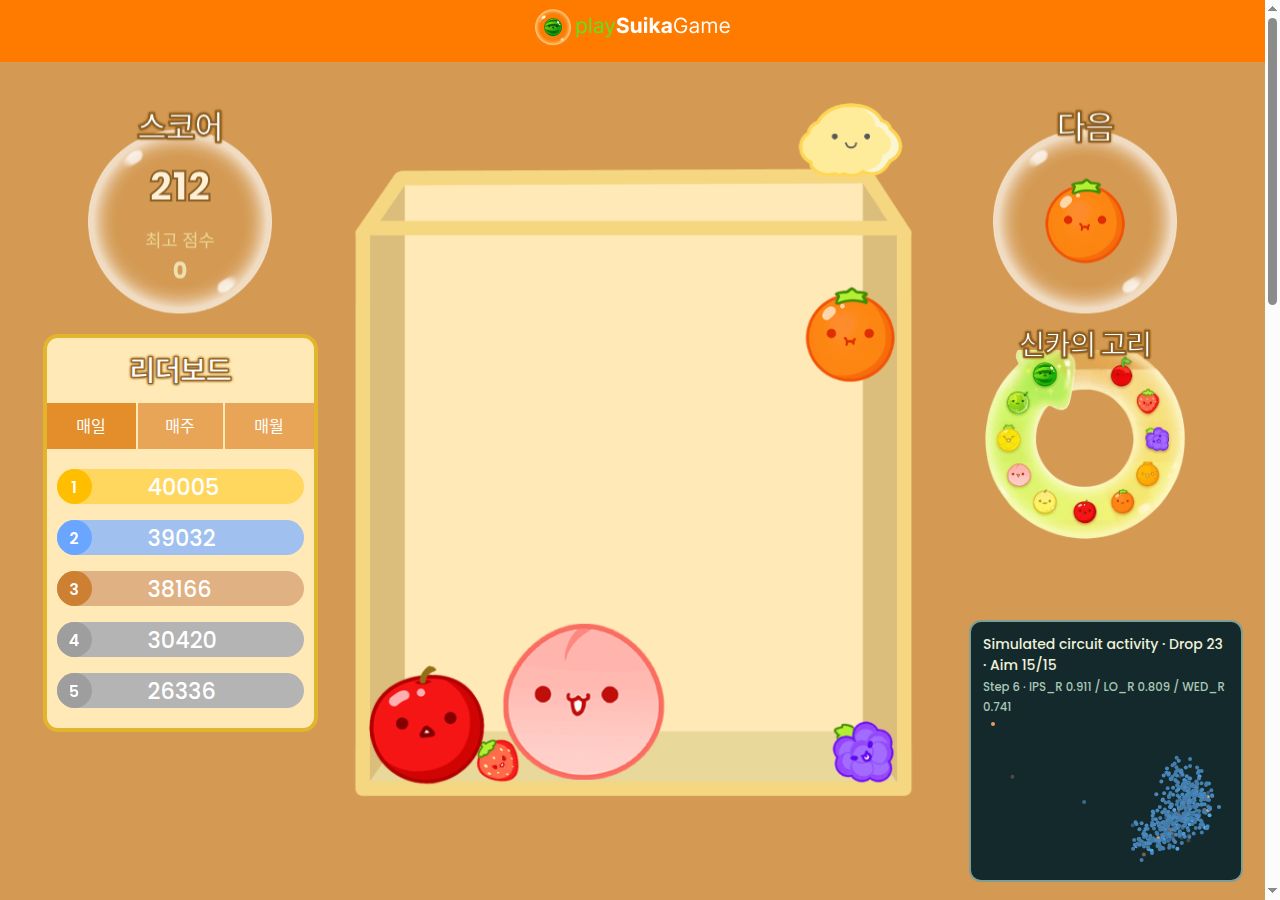 playSuikaGame
스코어
212
최고 점수
0
리더보드
매일 매주 매월
1 40005
2 39032
3 38166
4 30420
5 26336
다음
신카의 고리
Simulated circuit activity · Drop 23
· Aim 15/15
Step 6 · IPS_R 0.911 / LO_R 0.809 / WED_R
0.741